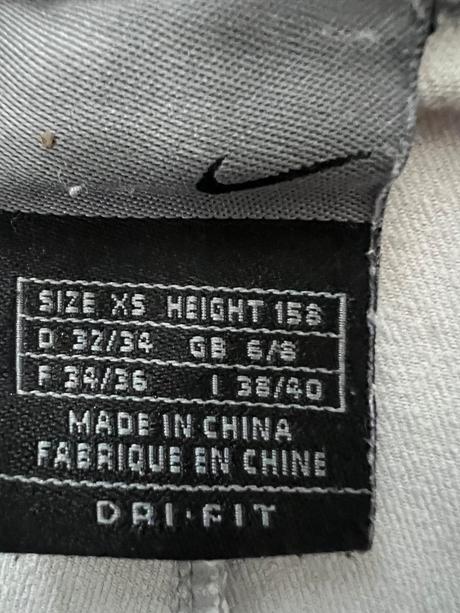 SIZE XS HEIGHT 158
D 32/34 GB 6/8
F 34/36 I 38/40
MADE IN CHINA
FABRIQUE EN CHINE
DRI-FIT